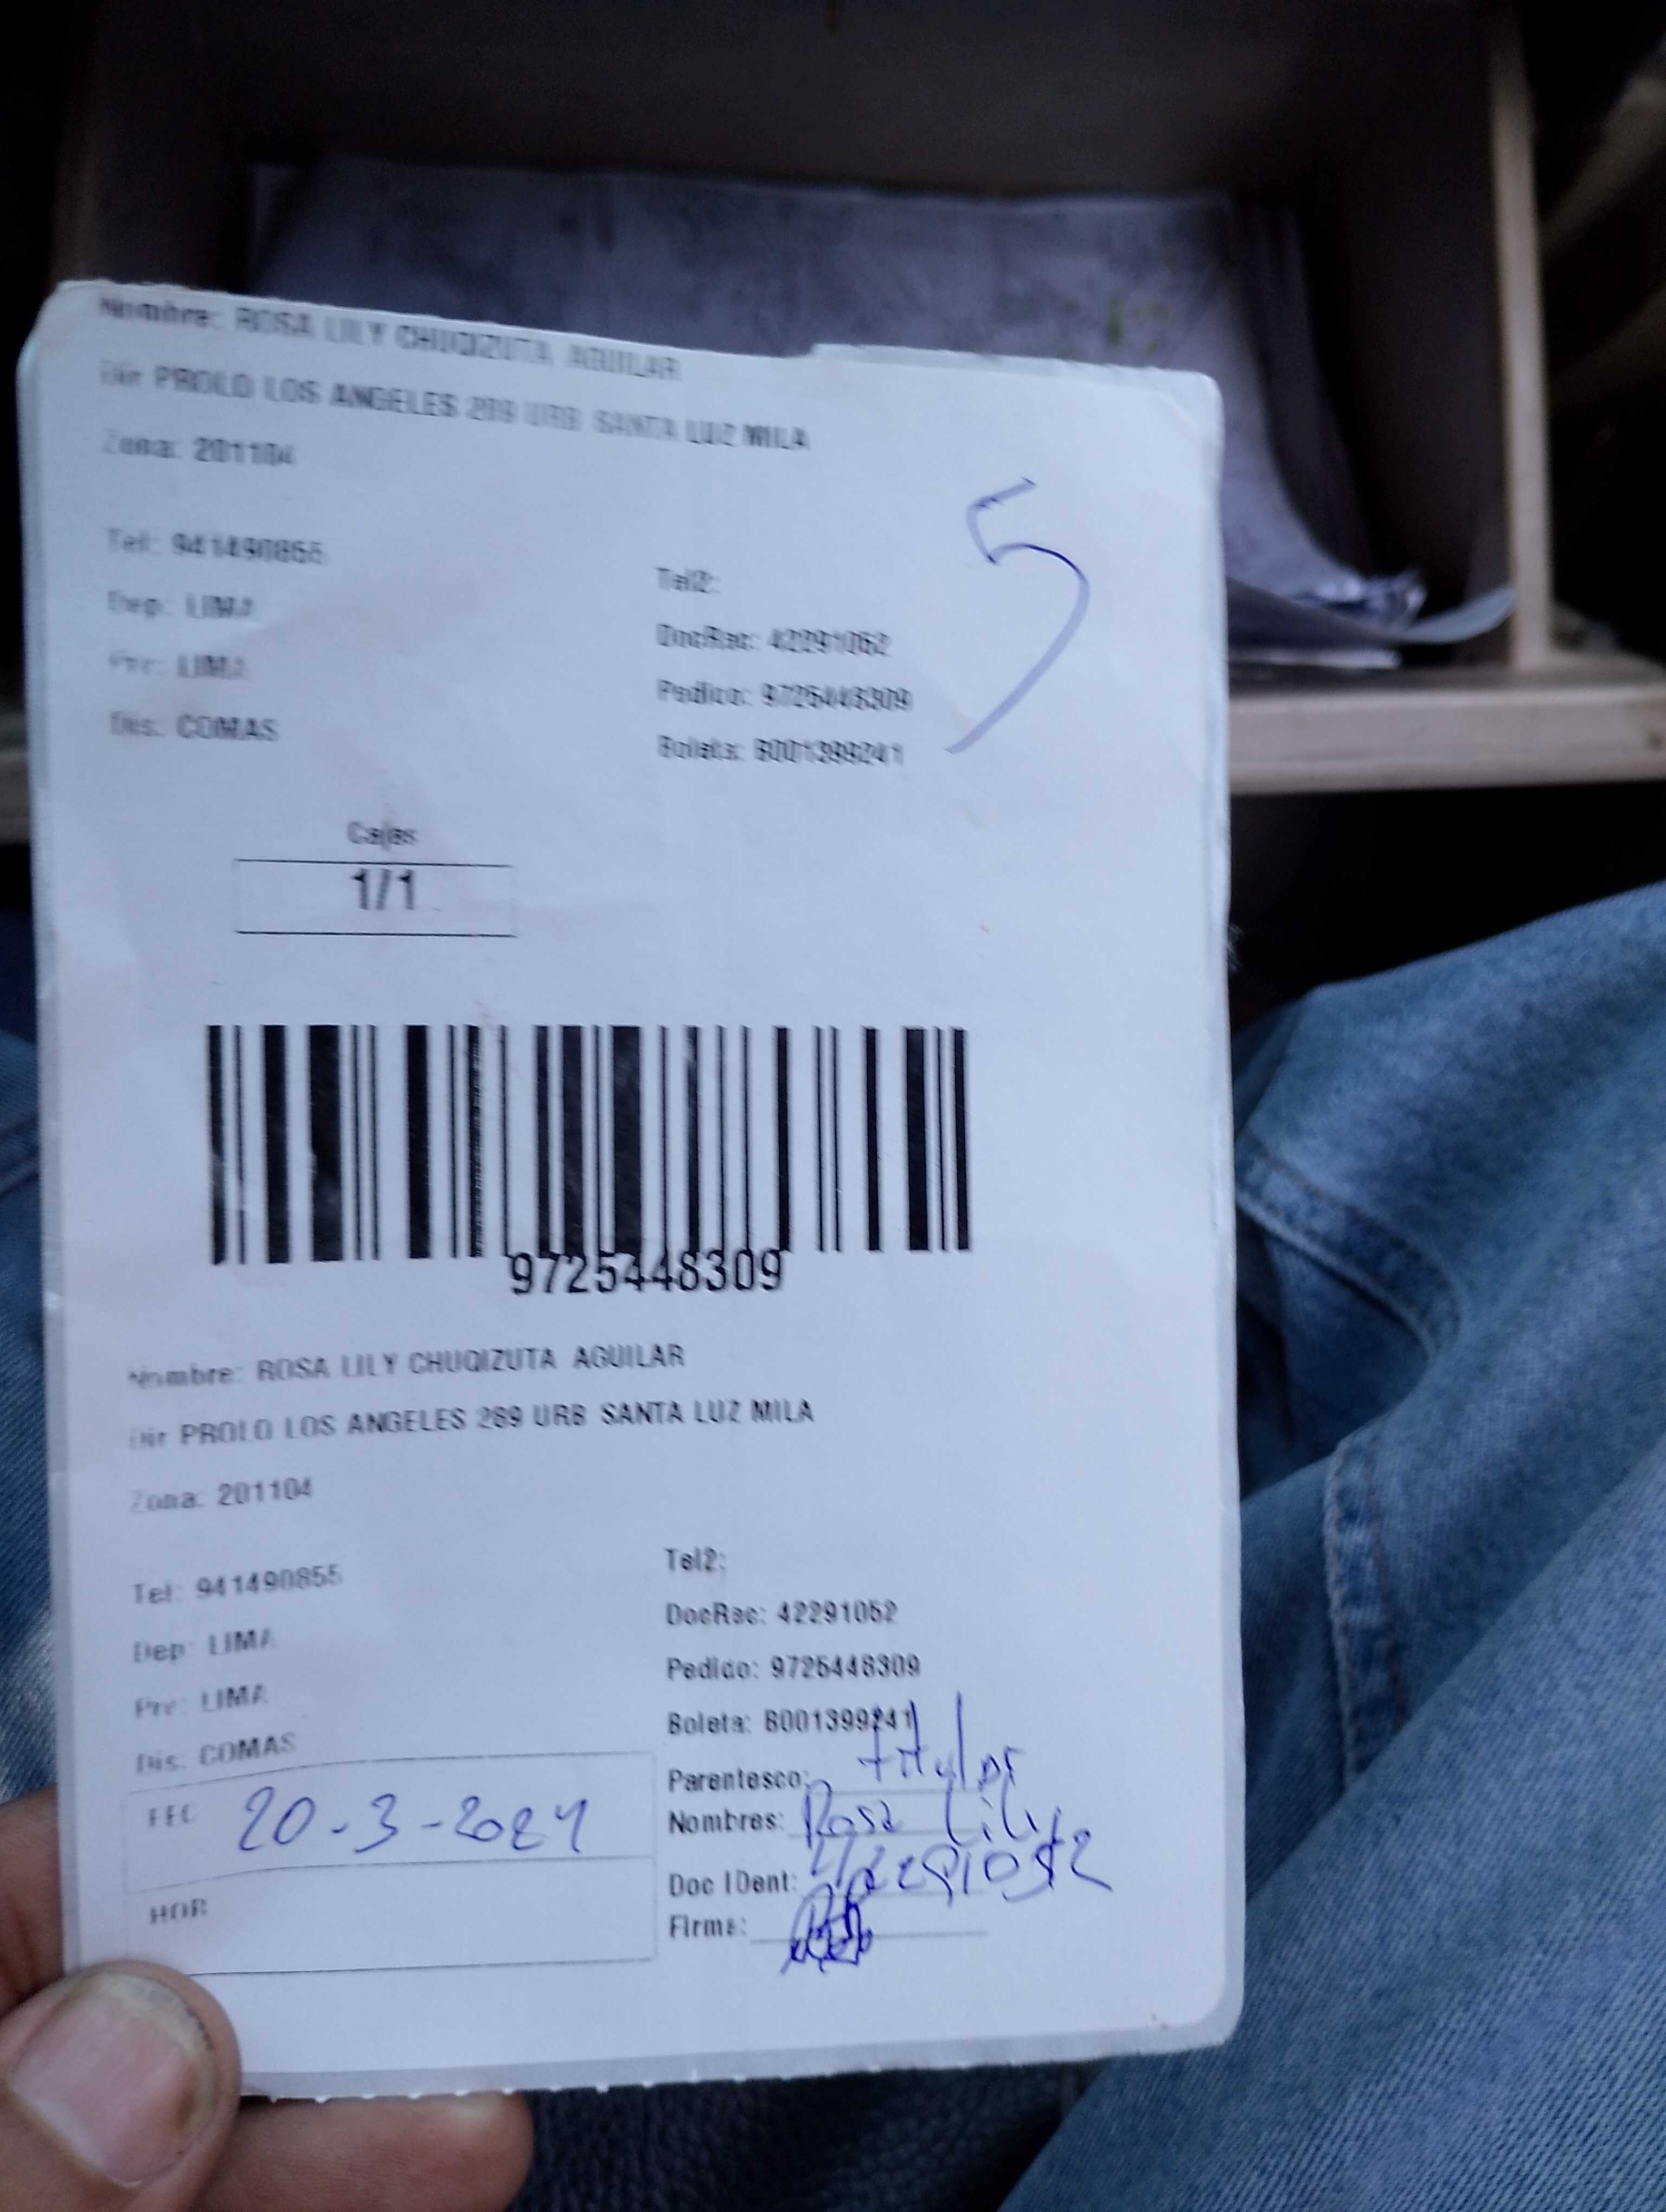 Nombre: ROSA LILY CHUQIZUTA AGUILAR
Dir PROLO LOS ANGELES 289 URB SANTA LUZ MILA
Zona: 201104
Tel: 941490855
Dep: LIMA
Prv: LIMA
Dis: COMAS
Tel2:
DocRec: 42291052
Pedido: 9725448309
Boleta: B001399241
5
Cajas
1/1
9725448309
Nombre: ROSA LILY CHUQIZUTA AGUILAR
Dir PROLO LOS ANGELES 289 URB SANTA LUZ MILA
Zona: 201104
Tel: 941490855
Dep: LIMA
Prv: LIMA
Dis. COMAS
Tel2:
DocRec: 42291052
Pedido: 9725448309
Boleta: B001399241
Parentesco: titular
Nombres: Rosa Lily
Doc IDent: 42291052
Firma:
FEC 20-3-2024
HOR